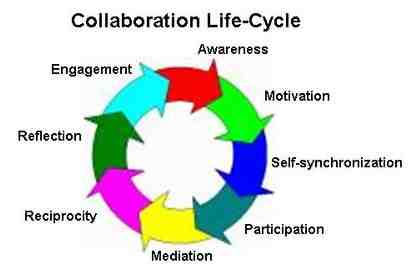 Collaboration Life-Cycle
Awareness
Engagement
Motivation
Reflection
Self-synchronization
Reciprocity
Participation
Mediation